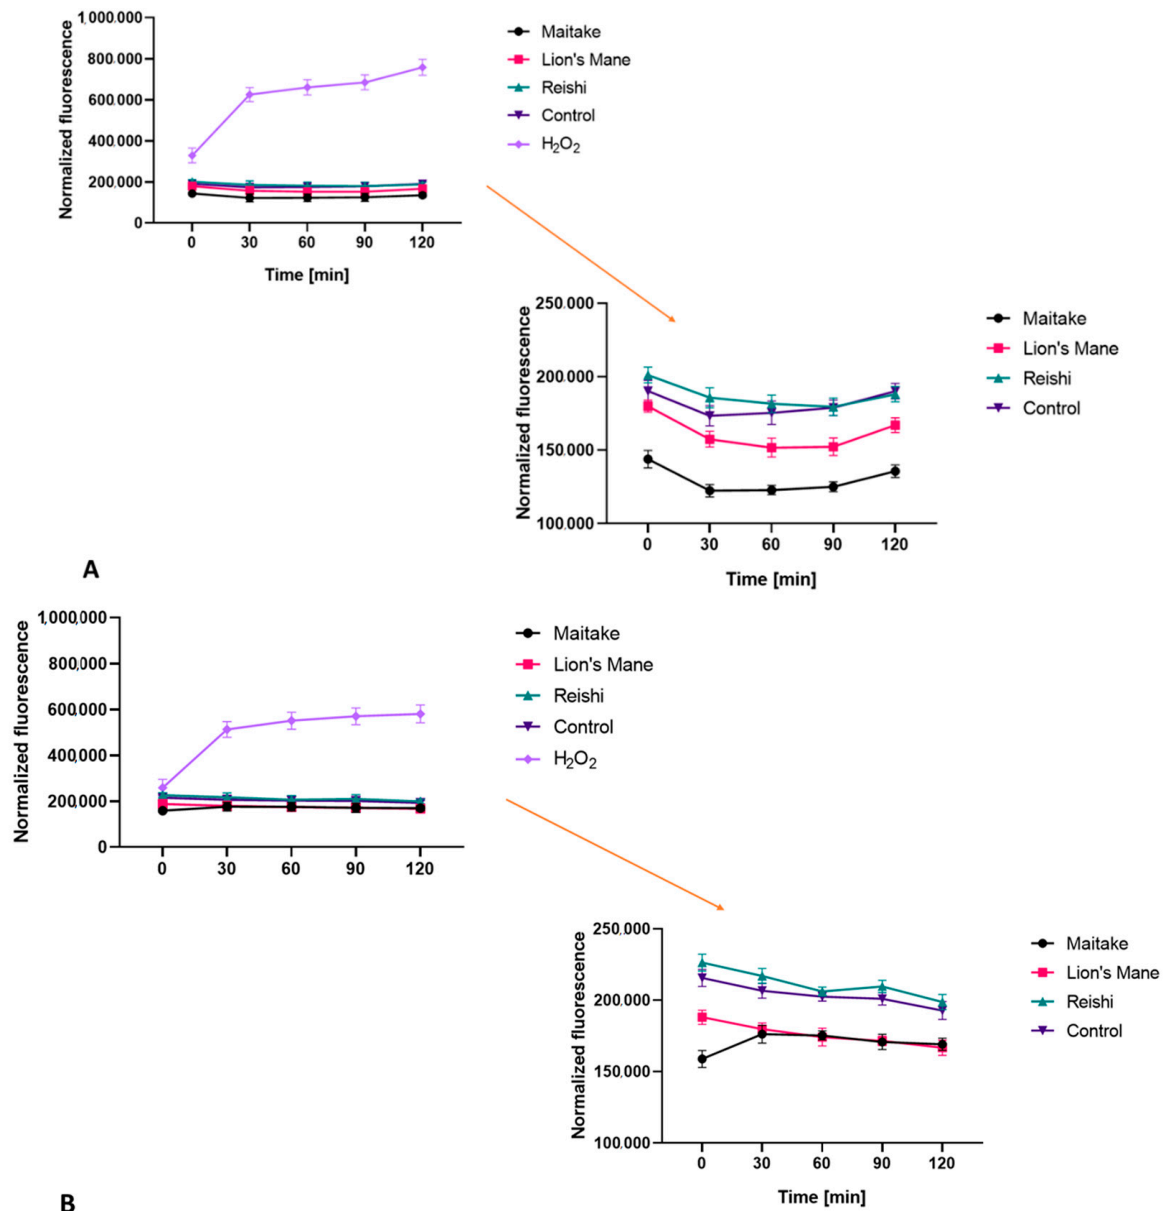 Normalized fluorescence
1,000.000
800.000
600.000
400.000
200.000
0
0 30 60 90 120
Time [min]
Maitake
Lion's Mane
Reishi
Control
H₂O₂
Normalized fluorescence
250.000
200.000
150.000
100.000
0 30 60 90 120
Time [min]
Maitake
Lion's Mane
Reishi
Control
A
Normalized fluorescence
1,000,000
800,000
600,000
400,000
200,000
0
0 30 60 90 120
Maitake
Lion's Mane
Reishi
Control
H₂O₂
Normalized fluorescence
250.000
200.000
150.000
100.000
0 30 60 90 120
Time [min]
Maitake
Lion's Mane
Reishi
Control
B